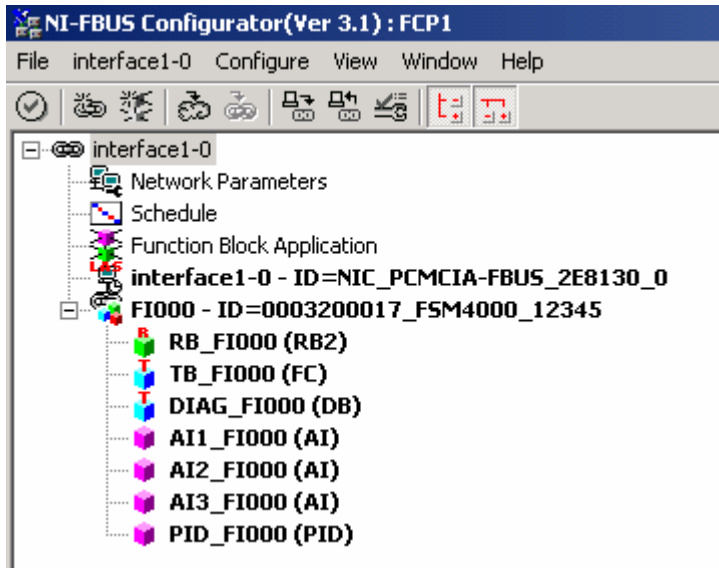 NI-FBUS Configurator(Ver 3.1) : FCP1
File interface1-0 Configure View Window Help
interface1-0
Network Parameters
Schedule
Function Block Application
LAS
interface1-0 - ID=NIC_PCMCIA-FBUS_2E8130_0
FI000 - ID=0003200017_FSM4000_12345
R
RB_FI000 (RB2)
T
TB_FI000 (FC)
T
DIAG_FI000 (DB)
AI1_FI000 (AI)
AI2_FI000 (AI)
AI3_FI000 (AI)
PID_FI000 (PID)